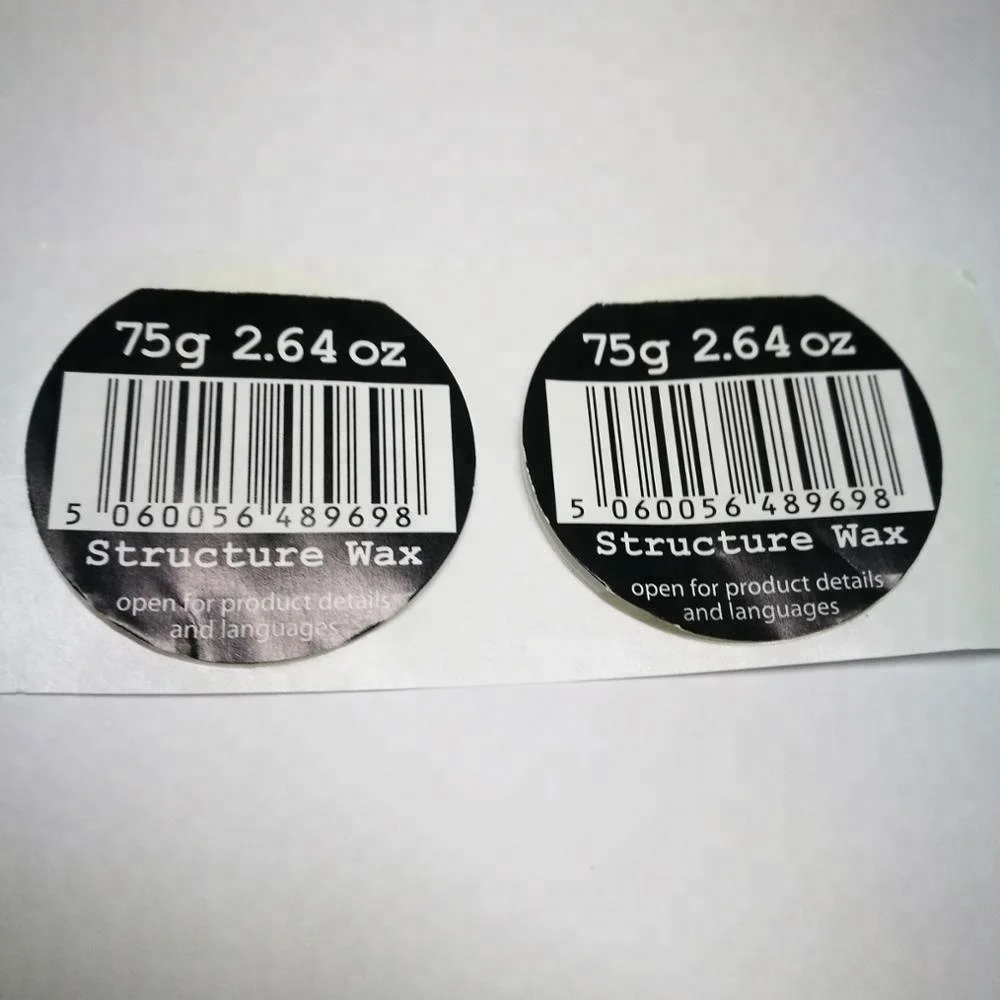 75g 2.64 oz
5 060056 489698
Structure Wax
open for product details
and languages
75g 2.64 oz
5 060056 489698
Structure Wax
open for product details
and languages